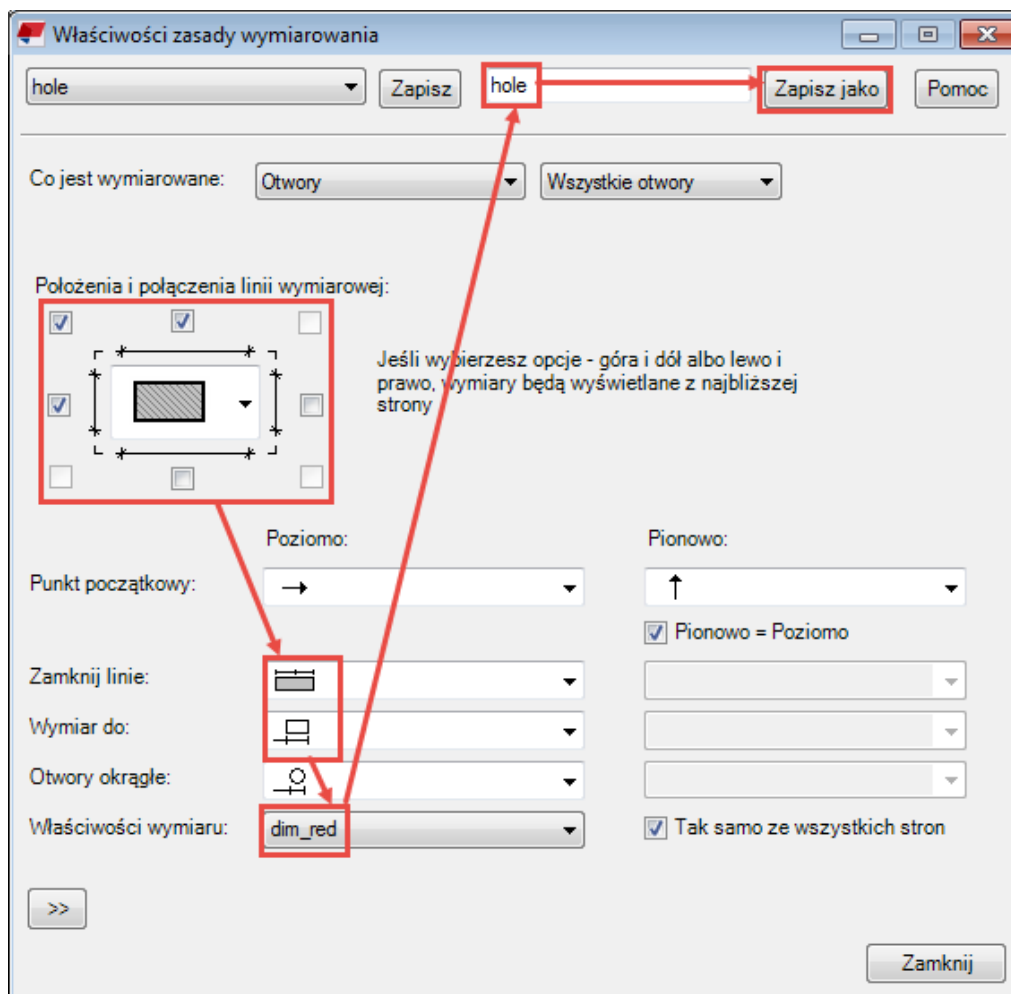 Właściwości zasady wymiarowania
hole Zapisz hole Zapisz jako Pomoc
Co jest wymiarowane: Otwory Wszystkie otwory
Położenia i połączenia linii wymiarowej:
Jeśli wybierzesz opcje - góra i dół albo lewo i
prawo, wymiary będą wyświetlane z najbliższej
strony
Poziomo: Pionowo:
Punkt początkowy:
Pionowo = Poziomo
Zamknij linie:
Wymiar do:
Otwory okrągłe:
Właściwości wymiaru: dim_red Tak samo ze wszystkich stron
>>
Zamknij